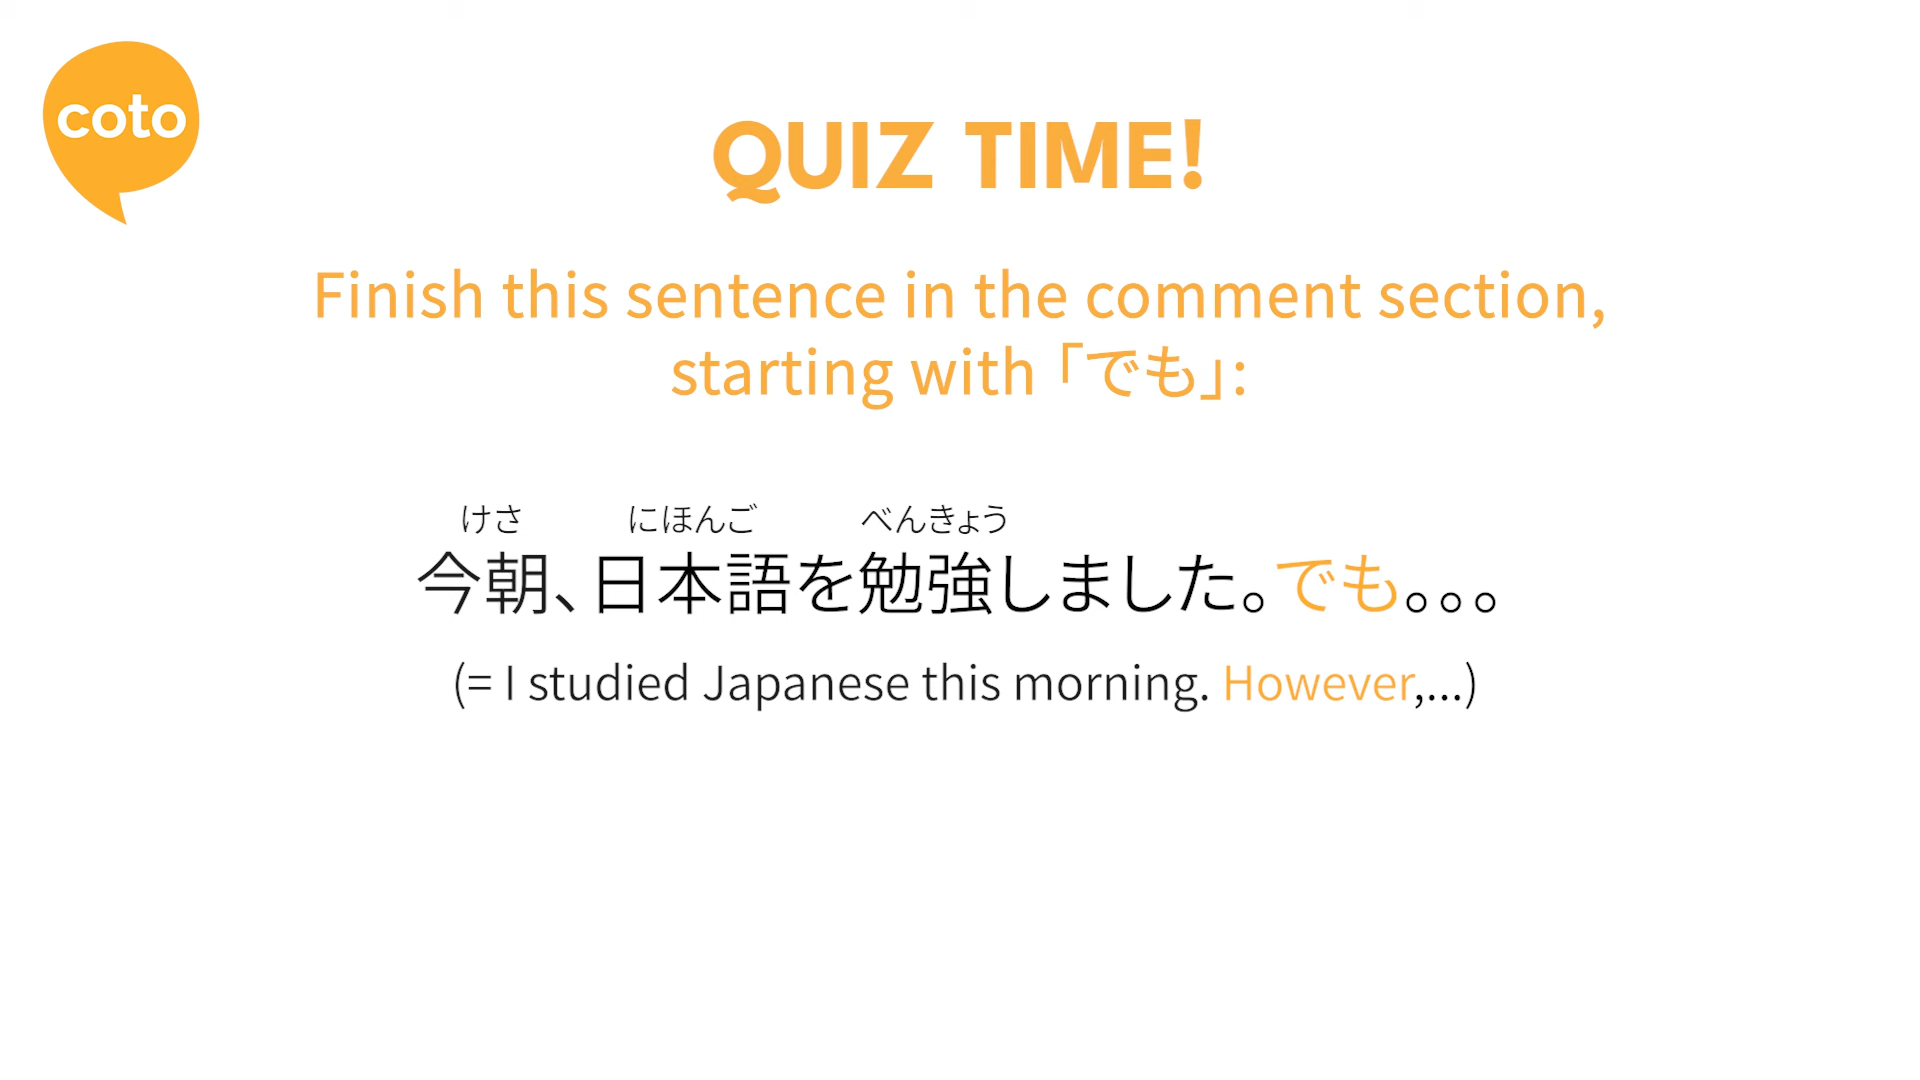 coto
QUIZ TIME!
Finish this sentence in the comment section,
starting with「でも」:
けさ にほんご べんきょう
今朝、日本語を勉強しました。でも。。。
(= I studied Japanese this morning. However,...)